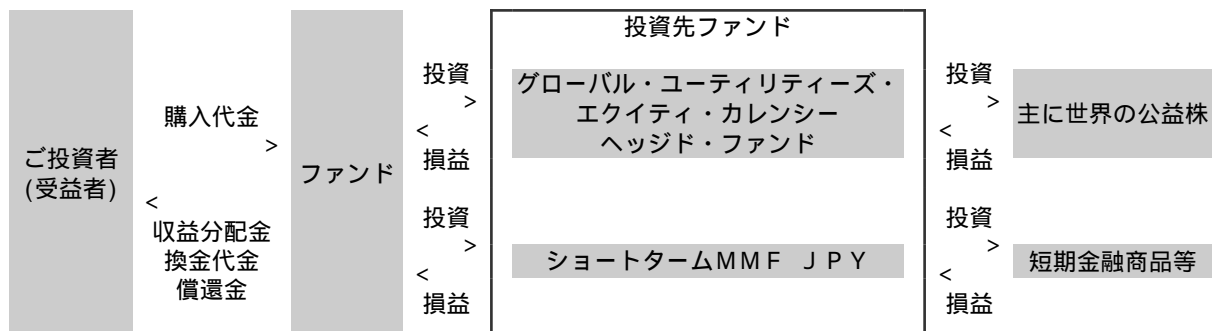 ご投資者
(受益者)
購入代金
>
<
収益分配金
換金代金
償還金
ファンド
投資
>
<
損益
投資
>
<
損益
投資先ファンド
グローバル・ユーティリティーズ・
エクイティ・カレンシー
ヘッジド・ファンド
ショートタームＭＭＦ　ＪＰＹ
投資
>
<
損益
投資
>
<
損益
主に世界の公益株
短期金融商品等